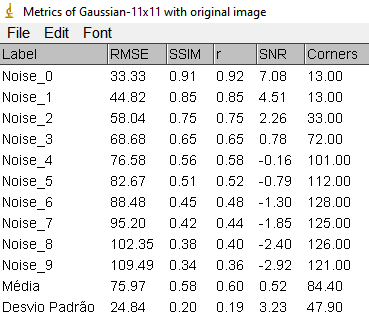 Metrics of Gaussian-11x11 with original image
File Edit Font
Label RMSE SSIM r SNR Corners
Noise_0 33.33 0.91 0.92 7.08 13.00
Noise_1 44.82 0.85 0.85 4.51 13.00
Noise_2 58.04 0.75 0.75 2.26 33.00
Noise_3 68.68 0.65 0.65 0.78 72.00
Noise_4 76.58 0.56 0.58 -0.16 101.00
Noise_5 82.67 0.51 0.52 -0.79 112.00
Noise_6 88.48 0.45 0.48 -1.30 128.00
Noise_7 95.20 0.42 0.44 -1.85 125.00
Noise_8 102.35 0.38 0.40 -2.40 126.00
Noise_9 109.49 0.34 0.36 -2.92 121.00
Média 75.97 0.58 0.60 0.52 84.40
Desvio Padrão 24.84 0.20 0.19 3.23 47.90